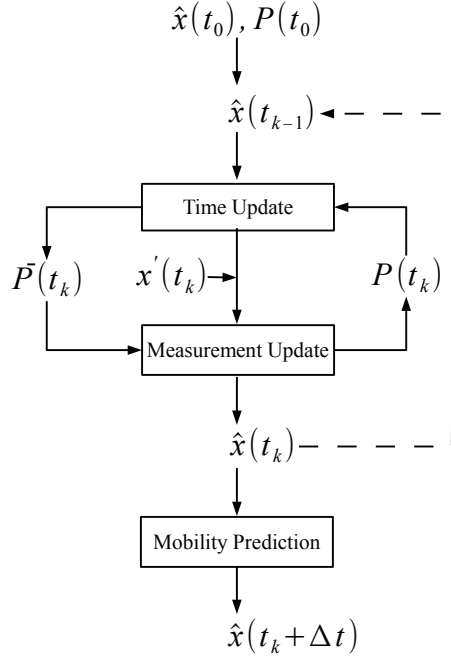 x̂(t₀), P(t₀)
x̂(tₖ₋₁)
Time Update
P̄(tₖ)
x′(tₖ)
P(tₖ)
Measurement Update
x̂(tₖ)
Mobility Prediction
x̂(tₖ+Δt)